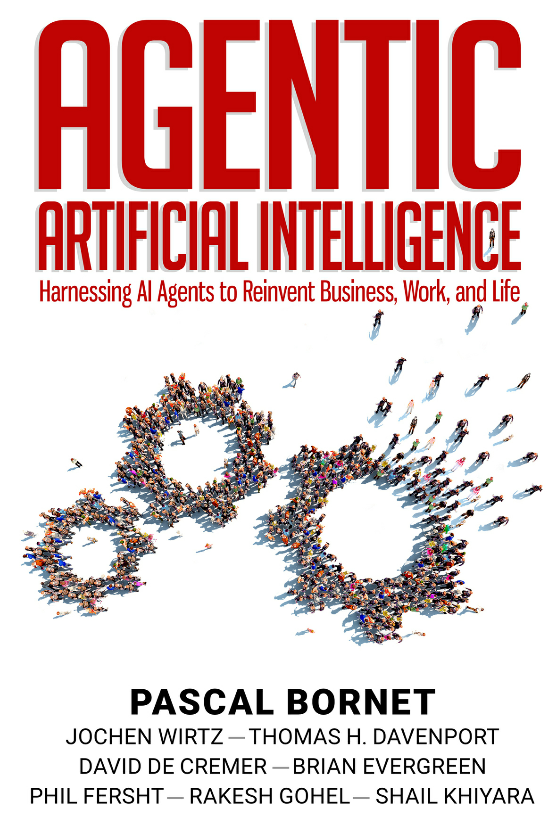 AGENTIC
ARTIFICIAL INTELLIGENCE
Harnessing AI Agents to Reinvent Business, Work, and Life
PASCAL BORNET
JOCHEN WIRTZ — THOMAS H. DAVENPORT
DAVID DE CREMER — BRIAN EVERGREEN
PHIL FERSHT — RAKESH GOHEL — SHAIL KHIYARA